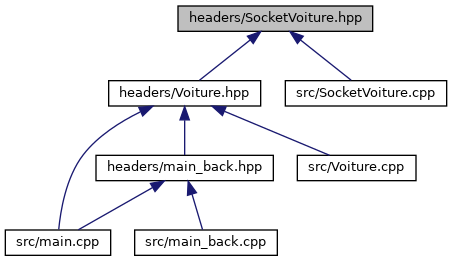 headers/SocketVoiture.hpp
headers/Voiture.hpp
src/SocketVoiture.cpp
headers/main_back.hpp
src/Voiture.cpp
src/main.cpp
src/main_back.cpp